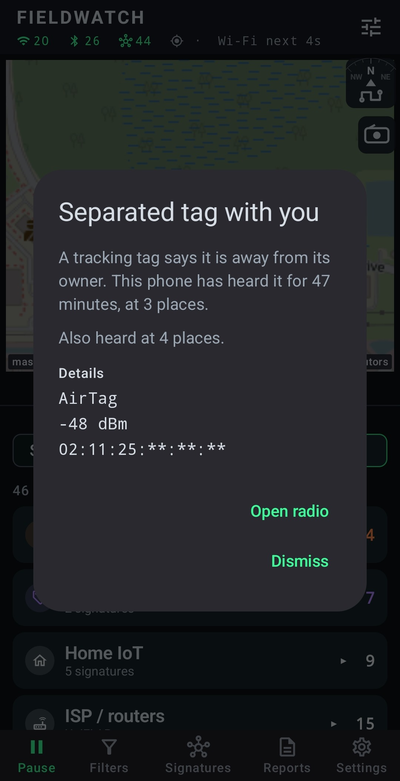 FIELDWATCH
20 26 44 · Wi-Fi next 4s
N
NW NE
Separated tag with you
A tracking tag says it is away from its
owner. This phone has heard it for 47
minutes, at 3 places.
Also heard at 4 places.
Details
AirTag
-48 dBm
02:11:25:**:**:**
Open radio
Dismiss
46
4
7
signatures
Home IoT
5 signatures
9
ISP / routers
15
Pause Filters Signatures Reports Settings